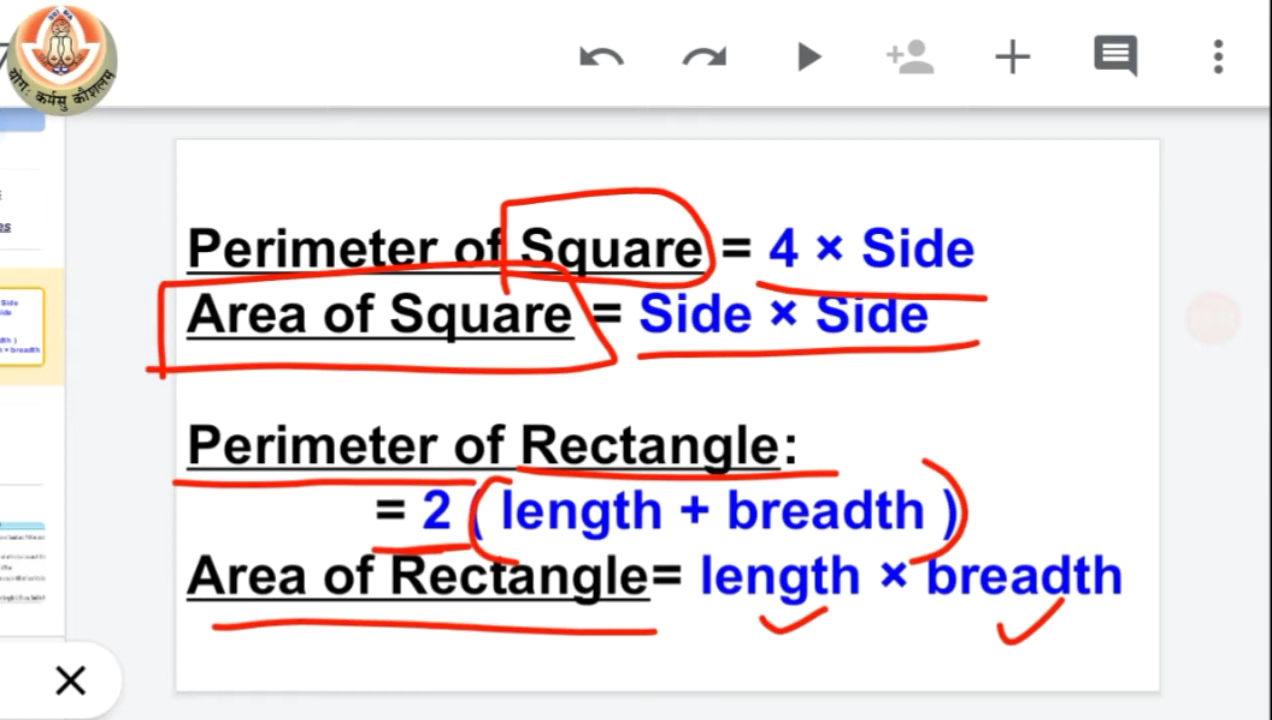 योगः कर्मसु कौशलम्
Perimeter of Square = 4 × Side
Area of Square = Side × Side
Perimeter of Rectangle:
= 2 ( length + breadth )
Area of Rectangle= length × breadth